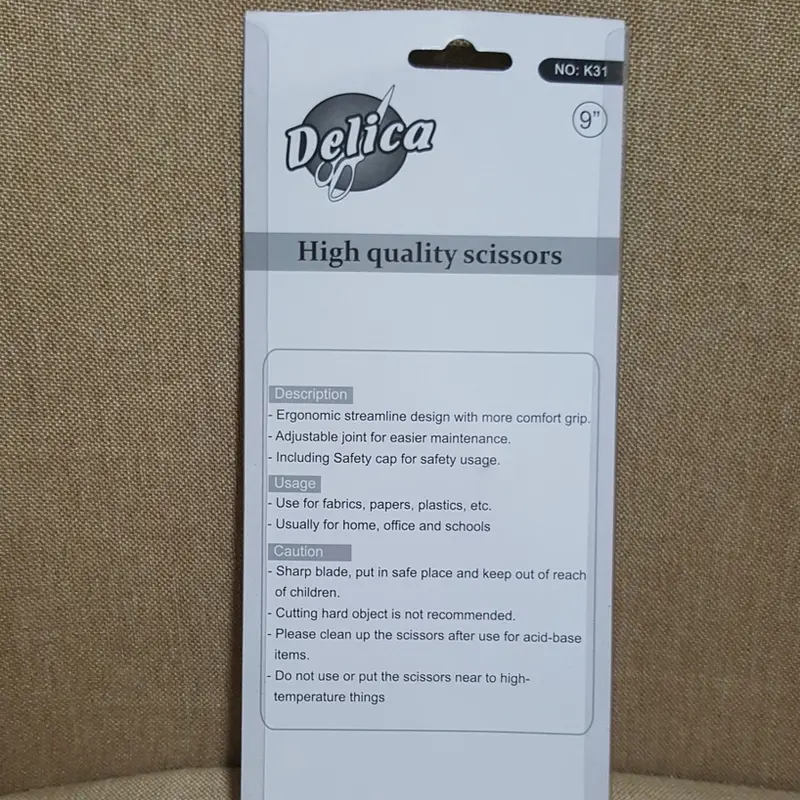 NO: K31
9”
Delica
High quality scissors
Description
- Ergonomic streamline design with more comfort grip.
- Adjustable joint for easier maintenance.
- Including Safety cap for safety usage.
Usage
- Use for fabrics, papers, plastics, etc.
- Usually for home, office and schools
Caution
- Sharp blade, put in safe place and keep out of reach
of children.
- Cutting hard object is not recommended.
- Please clean up the scissors after use for acid-base
items.
- Do not use or put the scissors near to high-
temperature things